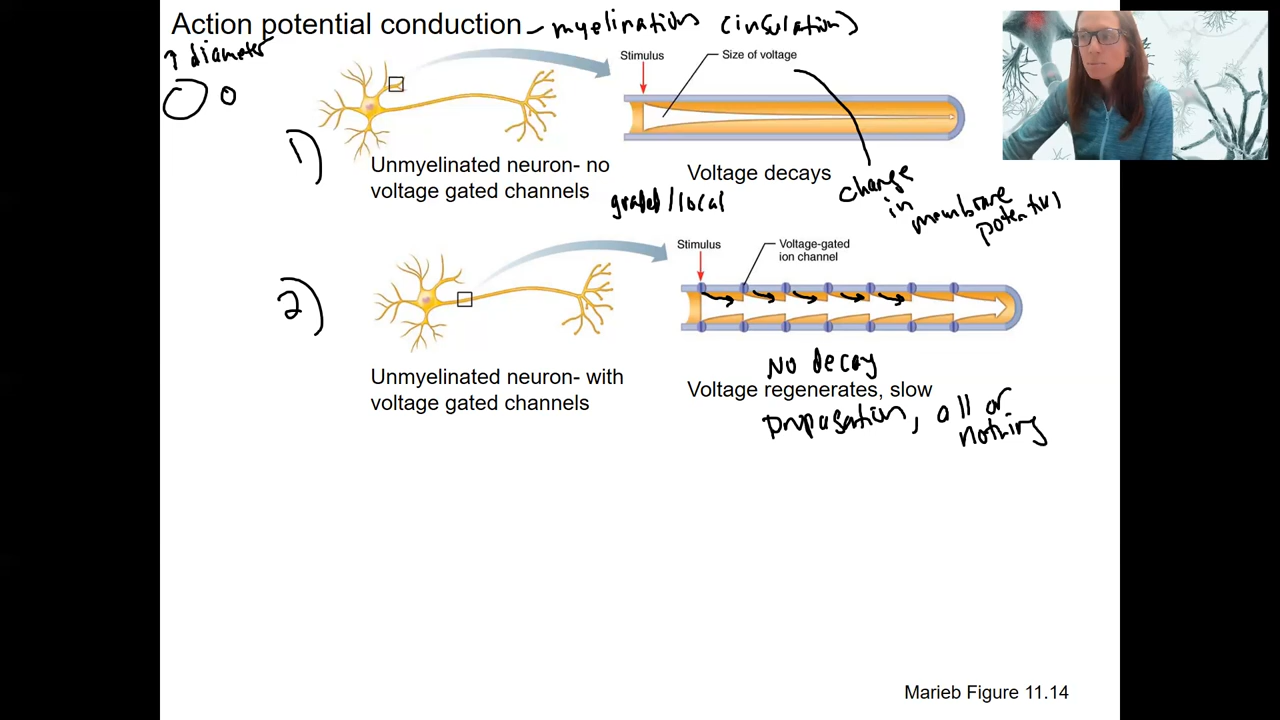 Action potential conduction - myelination (insulation)
↑ diameter
Stimulus
Size of voltage
1)
Unmyelinated neuron- no
voltage gated channels
Voltage decays
graded/local
change
in
membrane
potential
Stimulus
Voltage-gated
ion channel
2)
Unmyelinated neuron- with
voltage gated channels
No decay
Voltage regenerates, slow
propagation, all or
nothing
Marieb Figure 11.14